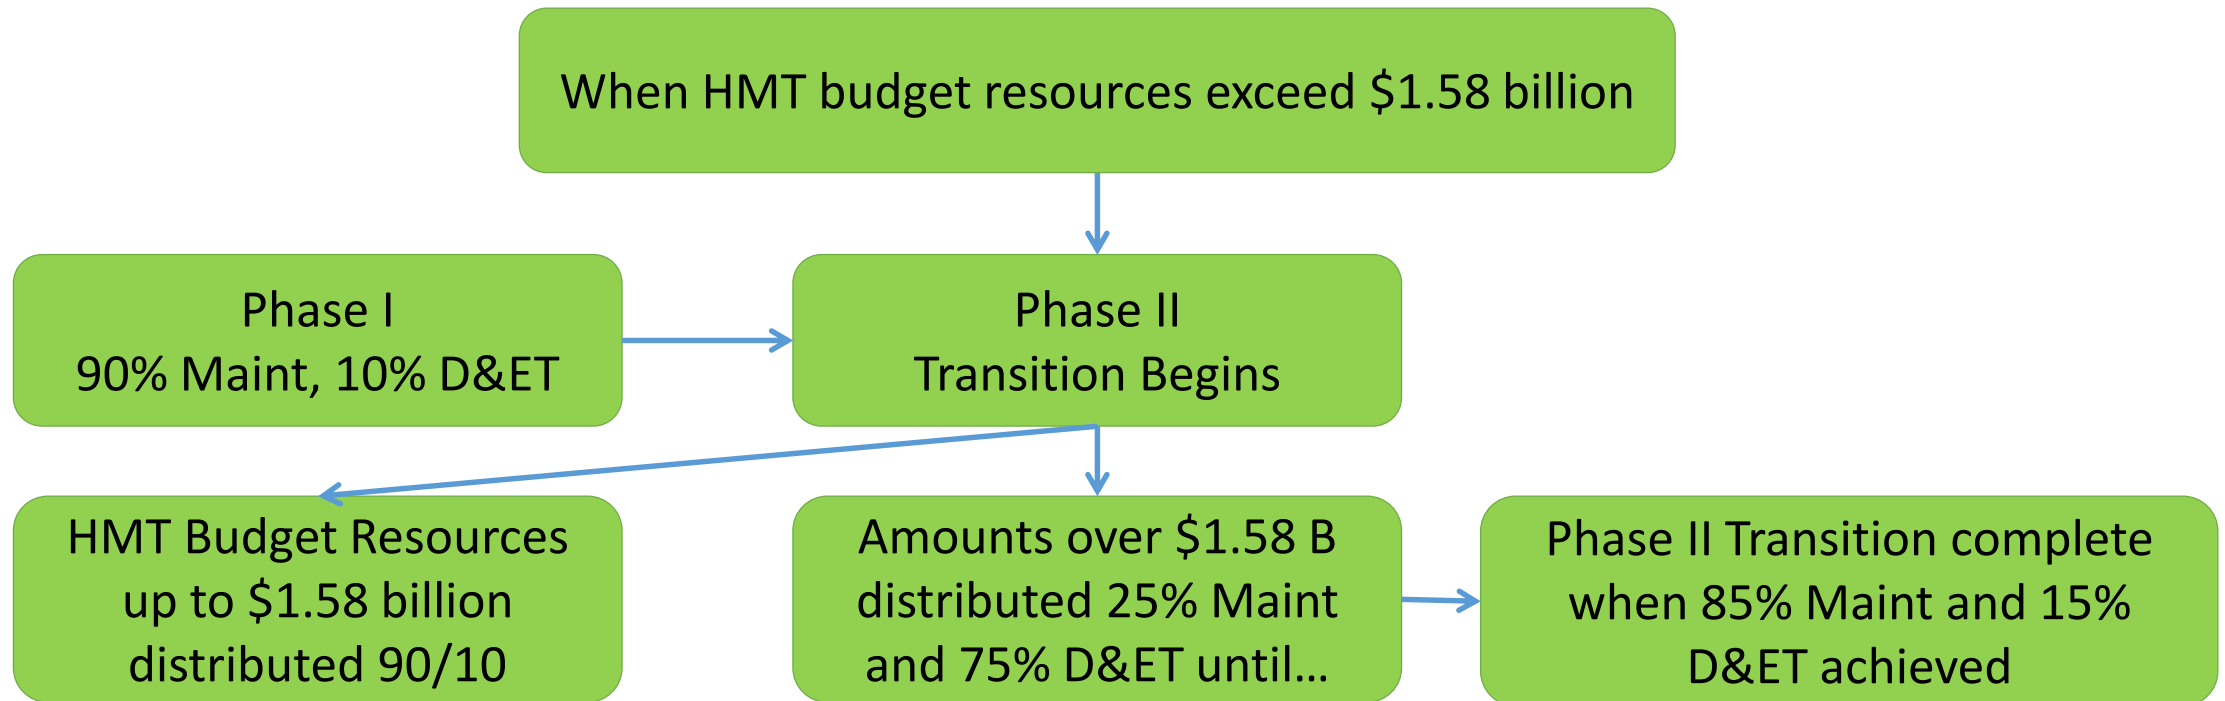 When HMT budget resources exceed $1.58 billion
Phase I
90% Maint, 10% D&ET
Phase II
Transition Begins
HMT Budget Resources
up to $1.58 billion
distributed 90/10
Amounts over $1.58 B
distributed 25% Maint
and 75% D&ET until…
Phase II Transition complete
when 85% Maint and 15%
D&ET achieved